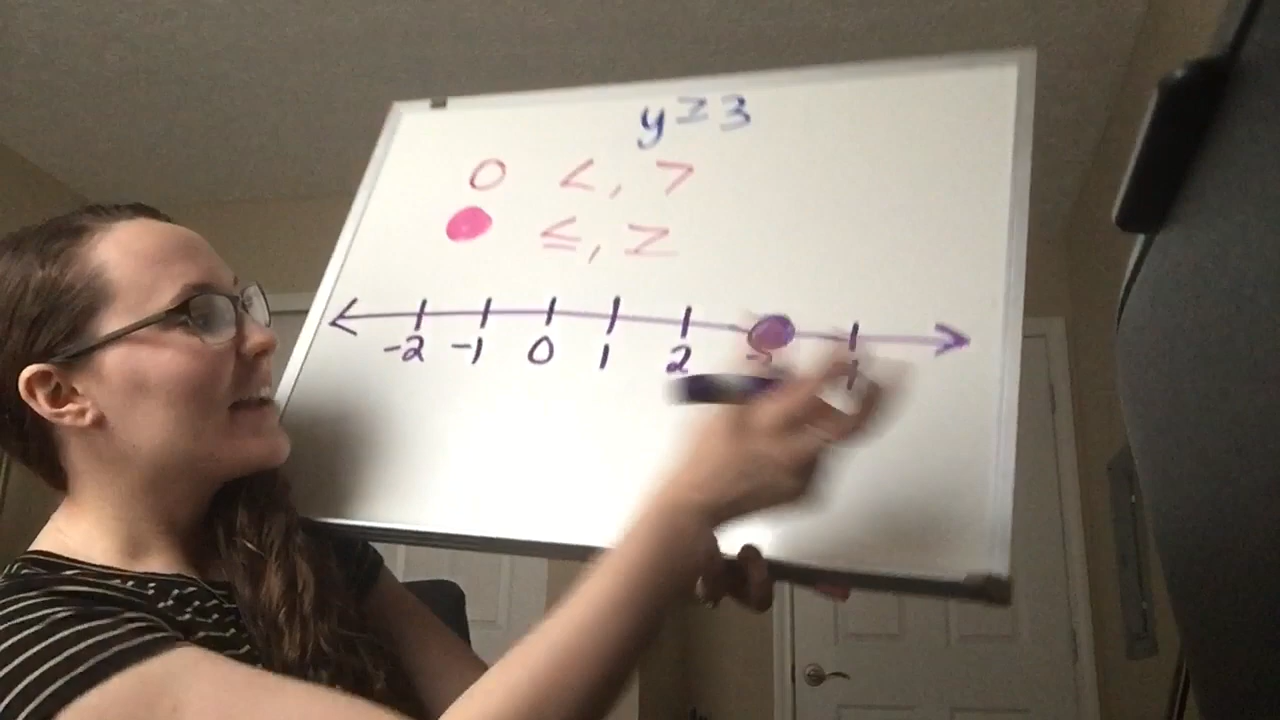 y ≥ 3
○ <, >
● ≤, ≥
-2 -1 0 1 2